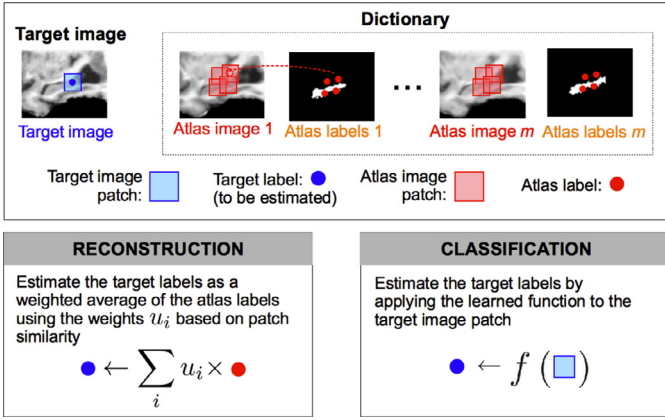 Target image
Dictionary
Target image
Atlas image 1
Atlas labels 1
...
Atlas image m
Atlas labels m
Target image
patch:
Target label:
(to be estimated)
Atlas image
patch:
Atlas label:
RECONSTRUCTION
Estimate the target labels as a
weighted average of the atlas labels
using the weights u_i based on patch
similarity
← ∑_i u_i ×
CLASSIFICATION
Estimate the target labels by
applying the learned function to the
target image patch
← f ( )